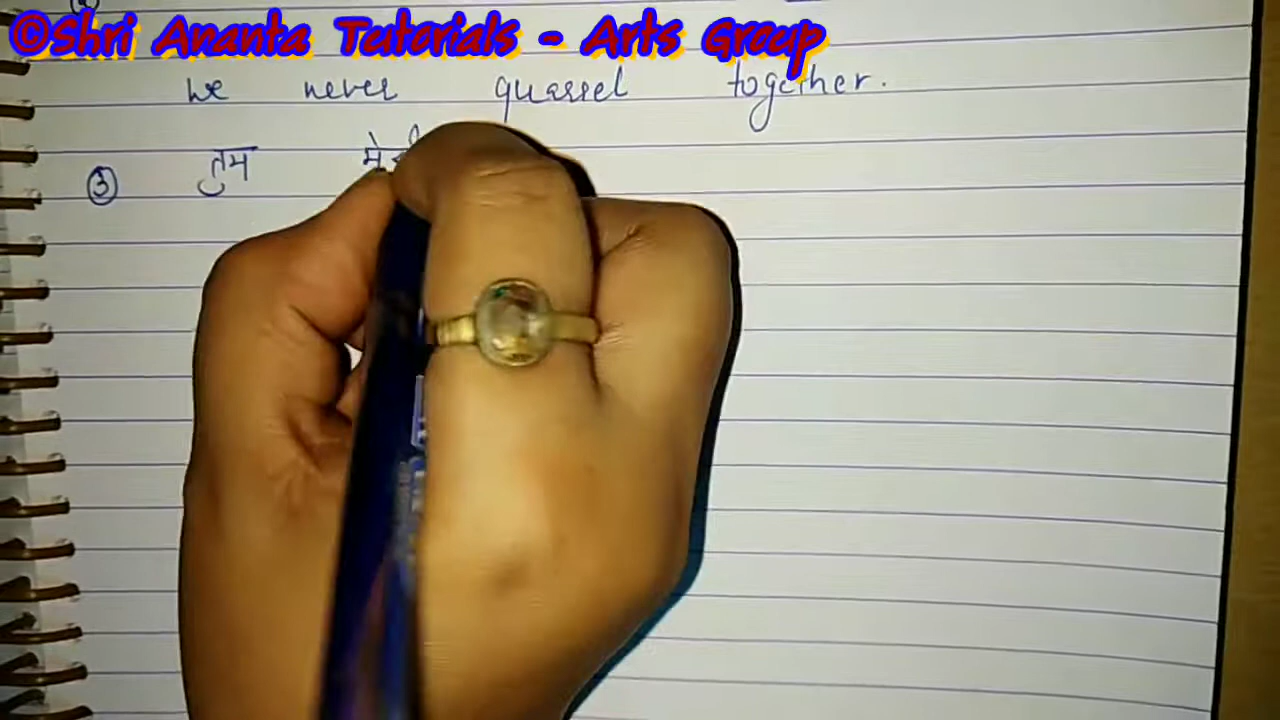 ©Shri Ananta Tutorials - Arts Group
we never quarrel together.
③ तुम